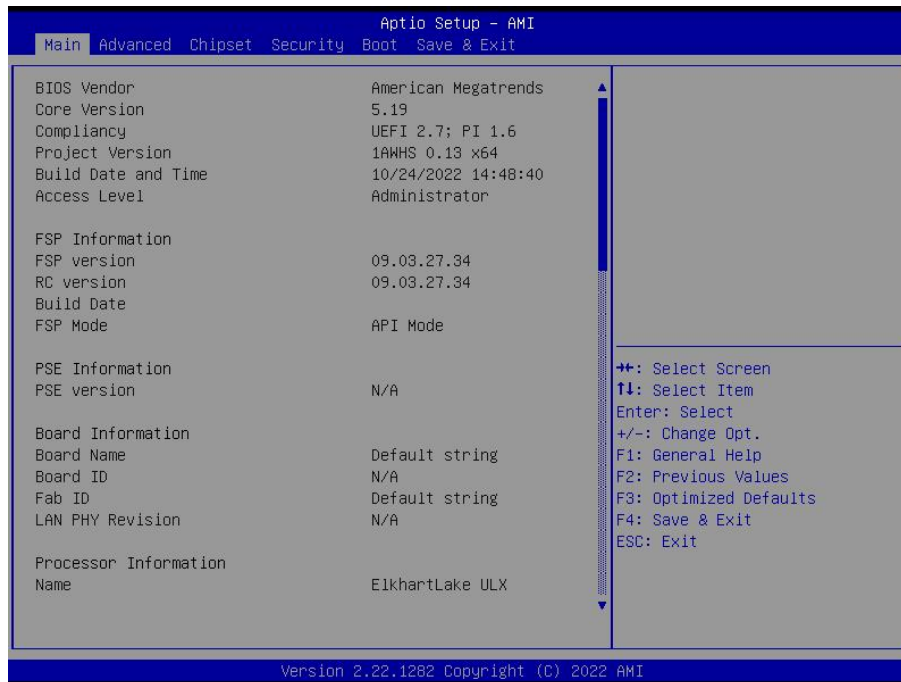 Aptio Setup – AMI
Main Advanced Chipset Security Boot Save & Exit
BIOS Vendor American Megatrends
Core Version 5.19
Compliancy UEFI 2.7; PI 1.6
Project Version 1AWHS 0.13 x64
Build Date and Time 10/24/2022 14:48:40
Access Level Administrator
FSP Information
FSP version 09.03.27.34
RC version 09.03.27.34
Build Date
FSP Mode API Mode
PSE Information
PSE version N/A
Board Information
Board Name Default string
Board ID N/A
Fab ID Default string
LAN PHY Revision N/A
Processor Information
Name ElkhartLake ULX
→←: Select Screen
↑↓: Select Item
Enter: Select
+/-: Change Opt.
F1: General Help
F2: Previous Values
F3: Optimized Defaults
F4: Save & Exit
ESC: Exit
Version 2.22.1282 Copyright (C) 2022 AMI